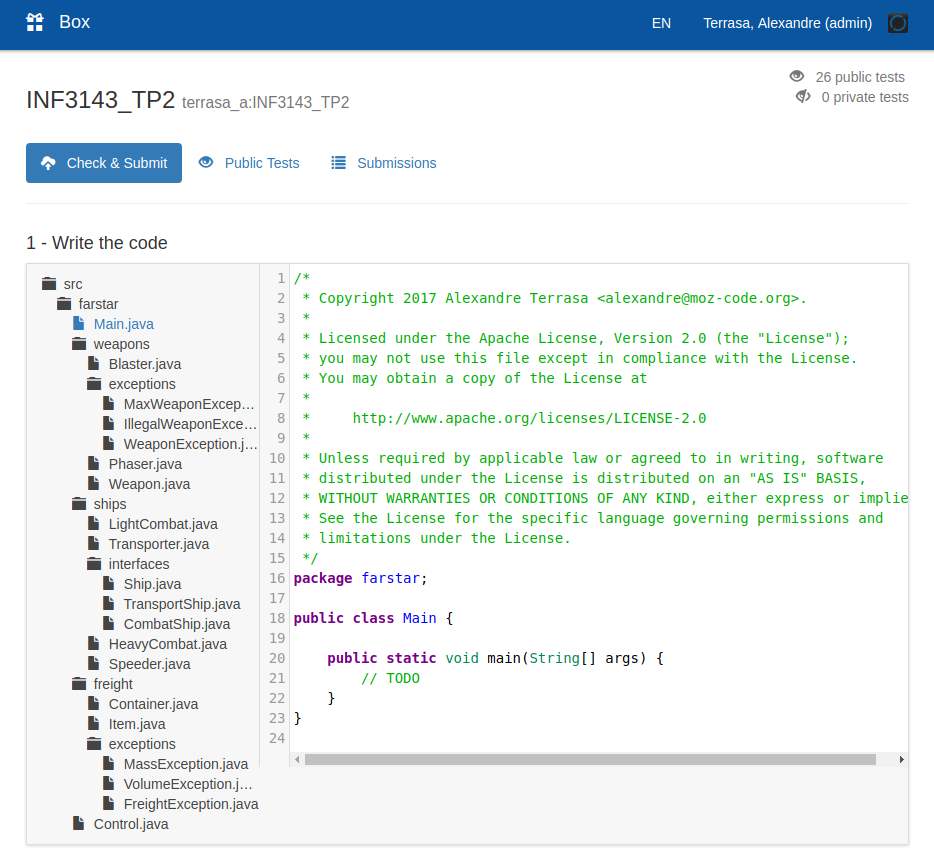 Box
EN
Terrasa, Alexandre (admin)
26 public tests
0 private tests
INF3143_TP2 terrasa_a:INF3143_TP2
Check & Submit
Public Tests
Submissions
1 - Write the code
src
farstar
Main.java
weapons
Blaster.java
exceptions
MaxWeaponExcep...
IllegalWeaponExce...
WeaponException.j...
Phaser.java
Weapon.java
ships
LightCombat.java
Transporter.java
interfaces
Ship.java
TransportShip.java
CombatShip.java
HeavyCombat.java
Speeder.java
freight
Container.java
Item.java
exceptions
MassException.java
VolumeException.j...
FreightException.java
Control.java
1 /*
2  * Copyright 2017 Alexandre Terrasa <alexandre@moz-code.org>.
3  *
4  * Licensed under the Apache License, Version 2.0 (the "License");
5  * you may not use this file except in compliance with the License.
6  * You may obtain a copy of the License at
7  *
8  *     http://www.apache.org/licenses/LICENSE-2.0
9  *
10  * Unless required by applicable law or agreed to in writing, software
11  * distributed under the License is distributed on an "AS IS" BASIS,
12  * WITHOUT WARRANTIES OR CONDITIONS OF ANY KIND, either express or implie
13  * See the License for the specific language governing permissions and
14  * limitations under the License.
15  */
16 package farstar;
17
18 public class Main {
19
20     public static void main(String[] args) {
21         // TODO
22     }
23 }
24